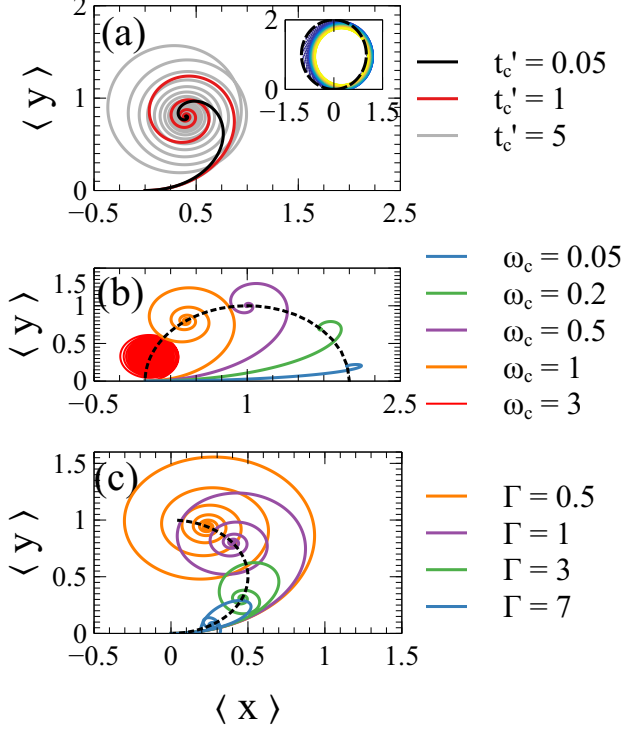 (a)
2
0
−1.5
0
1.5
⟨ y ⟩
2
1
0
−0.5
0.5
1.5
2.5
t_c' = 0.05
t_c' = 1
t_c' = 5
(b)
⟨ y ⟩
1.5
1
0.5
0
−0.5
1
2.5
ω_c = 0.05
ω_c = 0.2
ω_c = 0.5
ω_c = 1
ω_c = 3
(c)
⟨ y ⟩
1.5
1
0.5
0
−0.5
0
0.5
1
1.5
Γ = 0.5
Γ = 1
Γ = 3
Γ = 7
⟨ x ⟩